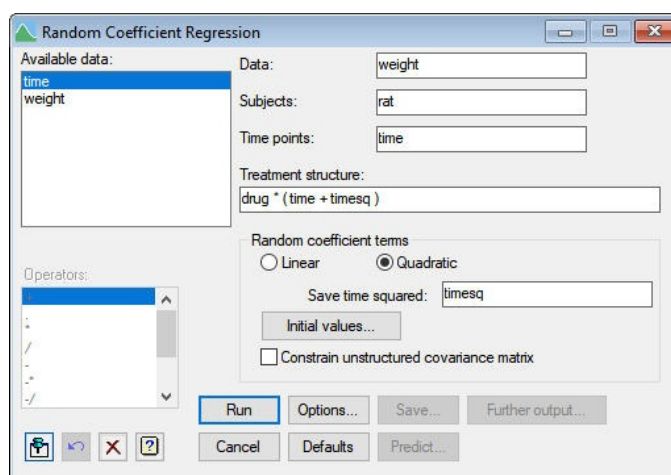 Random Coefficient Regression
Available data:
time
weight
Data: weight
Subjects: rat
Time points: time
Treatment structure:
drug * ( time + timesq )
Random coefficient terms
Linear Quadratic
Save time squared: timesq
Initial values...
Constrain unstructured covariance matrix
Operators:
+
.
*
/
-
-*
-/
Run Options... Save... Further output...
Cancel Defaults Predict...